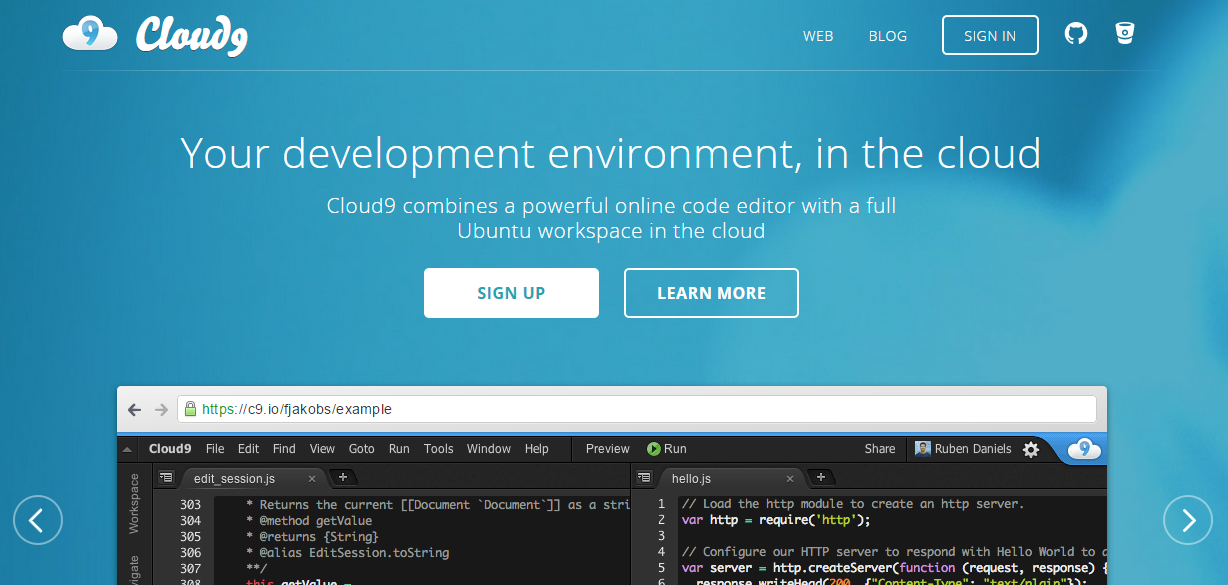 9 Cloud9 WEB BLOG SIGN IN
Your development environment, in the cloud
Cloud9 combines a powerful online code editor with a full
Ubuntu workspace in the cloud
SIGN UP LEARN MORE
https://c9.io/fjakobs/example
Cloud9 File Edit Find View Goto Run Tools Window Help Preview Run Share Ruben Daniels 9
edit_session.js × + hello.js × +
Workspace
303 * Returns the current [[Document `Document`]] as a stri
304 * @method getValue
305 * @returns {String}
306 * @alias EditSession.toString
307 **/
308 this.getValue =
1 // Load the http module to create an http server.
2 var http = require('http');
3
4 // Configure our HTTP server to respond with Hello World to
5 var server = http.createServer(function (request, response) {
6 response.writeHead(200, {"Content-Type": "text/plain"});
vigate